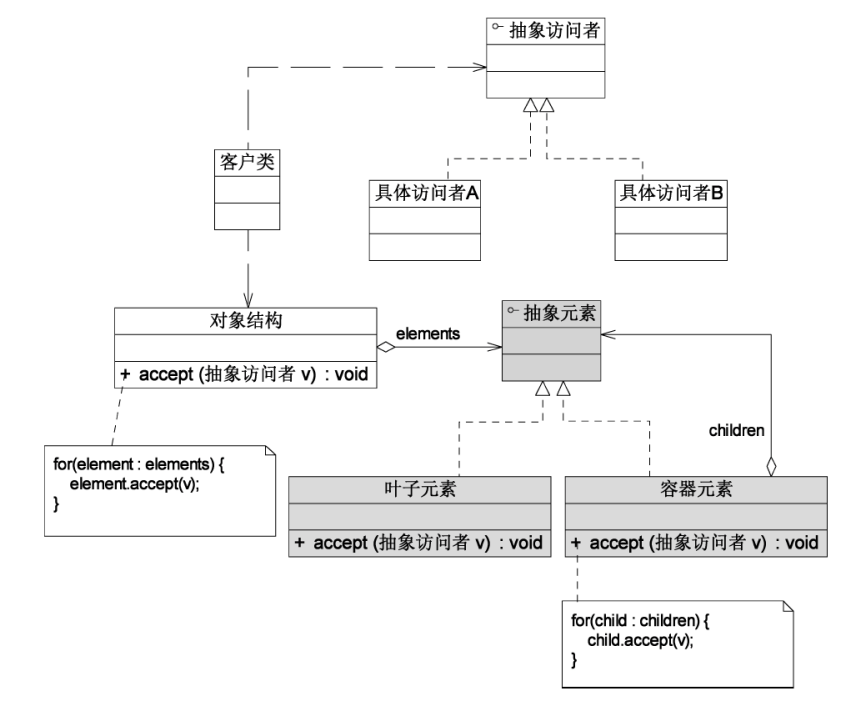 抽象访问者
客户类
具体访问者A
具体访问者B
对象结构
+ accept (抽象访问者 v) : void
elements
抽象元素
children
for(element : elements) {
element.accept(v);
}
叶子元素
+ accept (抽象访问者 v) : void
容器元素
+ accept (抽象访问者 v) : void
for(child : children) {
child.accept(v);
}